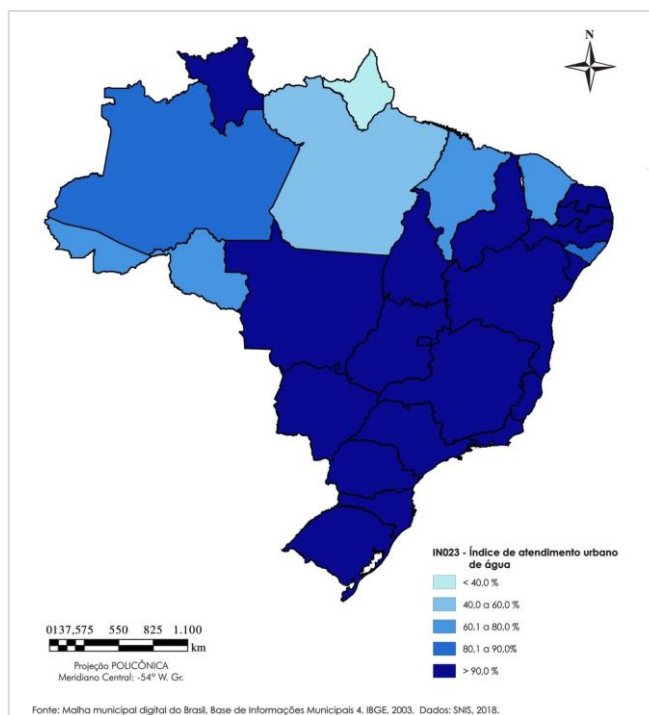 N
IN023 - Índice de atendimento urbano
de água
< 40,0 %
40,0 a 60,0 %
60,1 a 80,0 %
80,1 a 90,0%
> 90,0 %
0137,575 550 825 1.100
km
Projeção POLICÔNICA
Meridiano Central: -54° W. Gr.
Fonte: Malha municipal digital do Brasil, Base de Informações Municipais 4. IBGE, 2003. Dados: SNIS, 2018.